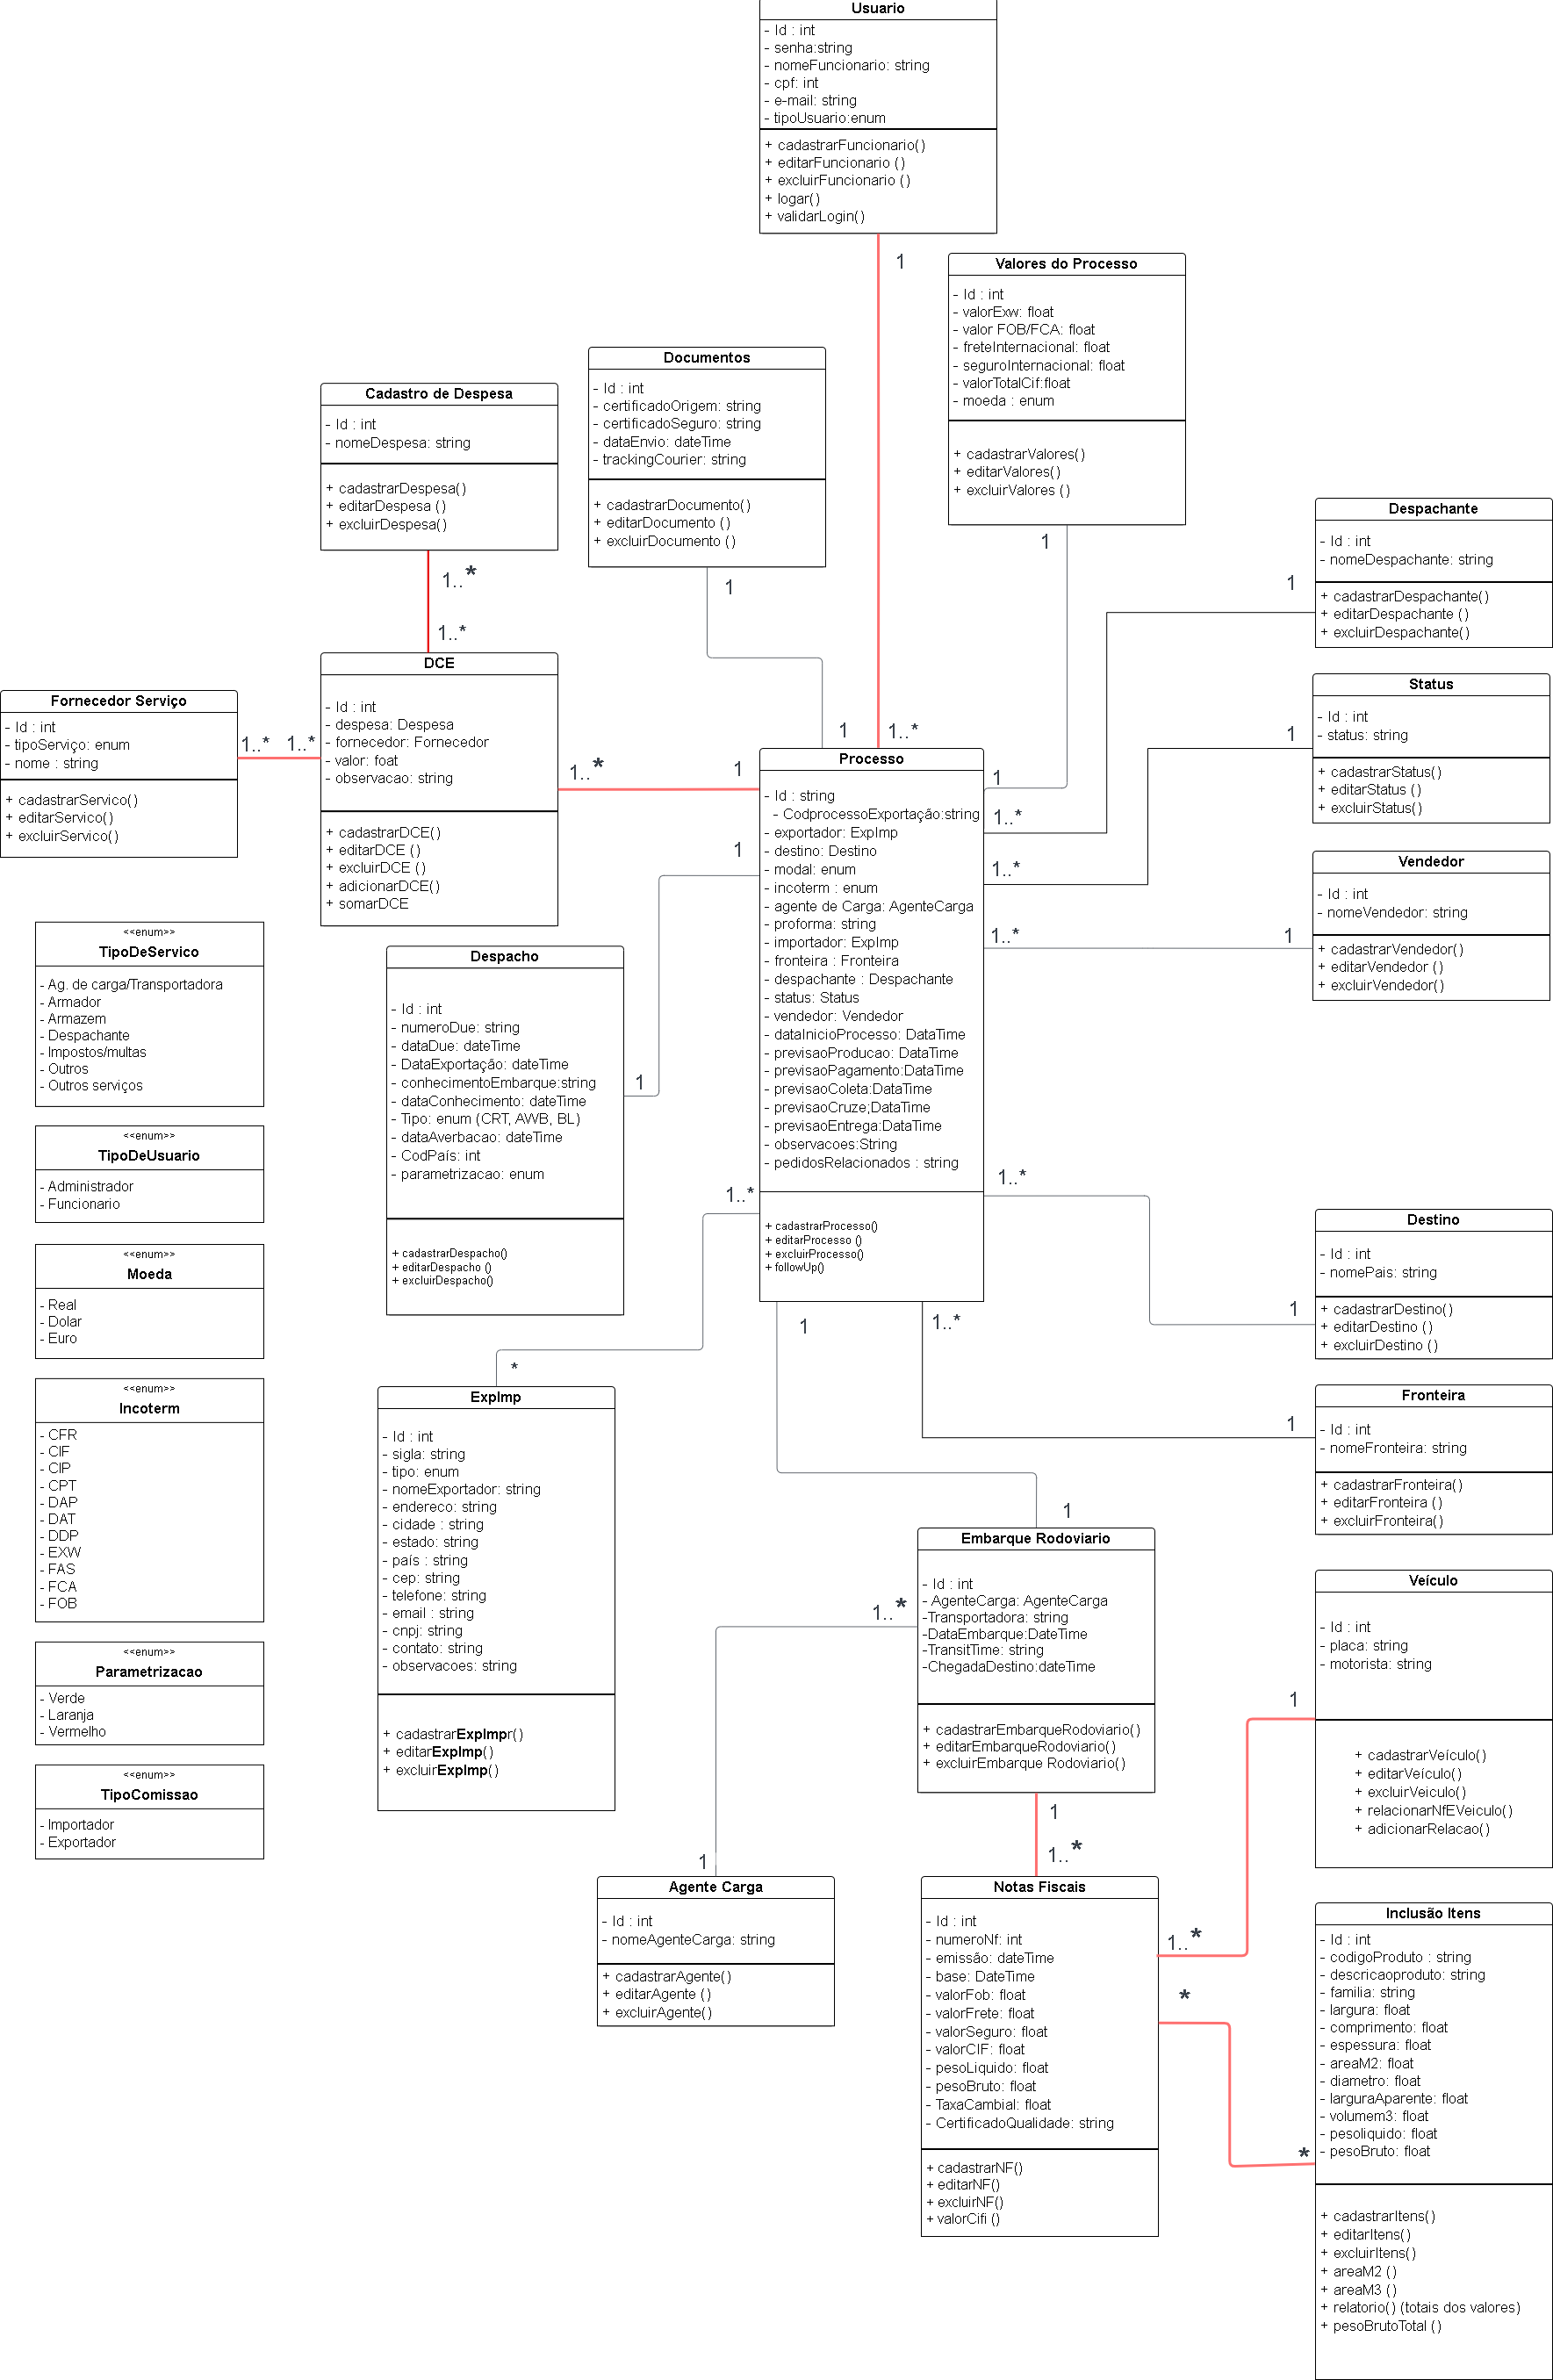 Usuario
- Id : int
- senha:string
- nomeFuncionario: string
- cpf: int
- e-mail: string
- tipoUsuario:enum
+ cadastrarFuncionario()
+ editarFuncionario ()
+ excluirFuncionario ()
+ logar()
+ validarLogin()
1
1..*
Valores do Processo
- Id : int
- valorExw: float
- valor FOB/FCA: float
- freteInternacional: float
- seguroInternacional: float
- valorTotalCif:float
- moeda : enum
+ cadastrarValores()
+ editarValores()
+ excluirValores ()
1
1
Documentos
- Id : int
- certificadoOrigem: string
- certificadoSeguro: string
- dataEnvio: dateTime
- trackingCourier: string
+ cadastrarDocumento()
+ editarDocumento ()
+ excluirDocumento ()
1
1
Cadastro de Despesa
- Id : int
- nomeDespesa: string
+ cadastrarDespesa()
+ editarDespesa ()
+ excluirDespesa()
1..*
1..*
DCE
- Id : int
- despesa: Despesa
- fornecedor: Fornecedor
- valor: foat
- observacao: string
+ cadastrarDCE()
+ editarDCE ()
+ excluirDCE ()
+ adicionarDCE()
+ somarDCE
1..*
1
Fornecedor Serviço
- Id : int
- tipoServiço: enum
- nome : string
+ cadastrarServico()
+ editarServico()
+ excluirServico()
1..*
1..*
Despachante
- Id : int
- nomeDespachante: string
+ cadastrarDespachante()
+ editarDespachante ()
+ excluirDespachante()
1
1..*
Status
- Id : int
- status: string
+ cadastrarStatus()
+ editarStatus ()
+ excluirStatus()
1
1..*
Vendedor
- Id : int
- nomeVendedor: string
+ cadastrarVendedor()
+ editarVendedor ()
+ excluirVendedor()
1
1..*
Processo
- Id : string
- CodprocessoExportação:string
- exportador: ExpImp
- destino: Destino
- modal: enum
- incoterm : enum
- agente de Carga: AgenteCarga
- proforma: string
- importador: ExpImp
- fronteira : Fronteira
- despachante : Despachante
- status: Status
- vendedor: Vendedor
- dataInicioProcesso: DataTime
- previsaoProducao: DataTime
- previsaoPagamento:DataTime
- previsaoColeta:DataTime
- previsaoCruze;DataTime
- previsaoEntrega:DataTime
- observacoes:String
- pedidosRelacionados : string
+ cadastrarProcesso()
+ editarProcesso ()
+ excluirProcesso()
+ followUp()
Despacho
- Id : int
- numeroDue: string
- dataDue: dateTime
- DataExportação: dateTime
- conhecimentoEmbarque:string
- dataConhecimento: dateTime
- Tipo: enum (CRT, AWB, BL)
- dataAverbacao: dateTime
- CodPaís: int
- parametrizacao: enum
+ cadastrarDespacho()
+ editarDespacho ()
+ excluirDespacho()
1
1
<<enum>>
TipoDeServico
- Ag. de carga/Transportadora
- Armador
- Armazem
- Despachante
- Impostos/multas
- Outros
- Outros serviços
<<enum>>
TipoDeUsuario
- Administrador
- Funcionario
<<enum>>
Moeda
- Real
- Dolar
- Euro
<<enum>>
Incoterm
- CFR
- CIF
- CIP
- CPT
- DAP
- DAT
- DDP
- EXW
- FAS
- FCA
- FOB
<<enum>>
Parametrizacao
- Verde
- Laranja
- Vermelho
<<enum>>
TipoComissao
- Importador
- Exportador
1..*
*
ExpImp
- Id : int
- sigla: string
- tipo: enum
- nomeExportador: string
- endereco: string
- cidade : string
- estado: string
- país : string
- cep: string
- telefone: string
- email : string
- cnpj: string
- contato: string
- observacoes: string
+ cadastrarExpImpr()
+ editarExpImp()
+ excluirExpImp()
1..*
1
Destino
- Id : int
- nomePais: string
+ cadastrarDestino()
+ editarDestino ()
+ excluirDestino ()
1..*
1
Fronteira
- Id : int
- nomeFronteira: string
+ cadastrarFronteira()
+ editarFronteira ()
+ excluirFronteira()
1
1
Embarque Rodoviario
- Id : int
- AgenteCarga: AgenteCarga
-Transportadora: string
-DataEmbarque:DateTime
-TransitTime: string
-ChegadaDestino:dateTime
+ cadastrarEmbarqueRodoviario()
+ editarEmbarqueRodoviario()
+ excluirEmbarque Rodoviario()
1..*
1
Agente Carga
- Id : int
- nomeAgenteCarga: string
+ cadastrarAgente()
+ editarAgente ()
+ excluirAgente()
1
1..*
Notas Fiscais
- Id : int
- numeroNf: int
- emissão: dateTime
- base: DateTime
- valorFob: float
- valorFrete: float
- valorSeguro: float
- valorCIF: float
- pesoLiquido: float
- pesoBruto: float
- TaxaCambial: float
- CertificadoQualidade: string
+ cadastrarNF()
+ editarNF()
+ excluirNF()
+ valorCifi ()
Veículo
- Id : int
- placa: string
- motorista: string
+ cadastrarVeículo()
+ editarVeículo()
+ excluirVeiculo()
+ relacionarNfEVeiculo()
+ adicionarRelacao()
1
1..*
*
*
Inclusão Itens
- Id : int
- codigoProduto : string
- descricaoproduto: string
- familia: string
- largura: float
- comprimento: float
- espessura: float
- areaM2: float
- diametro: float
- larguraAparente: float
- volumem3: float
- pesoliquido: float
- pesoBruto: float
+ cadastrarItens()
+ editarItens()
+ excluirItens()
+ areaM2 ()
+ areaM3 ()
+ relatorio() (totais dos valores)
+ pesoBrutoTotal ()